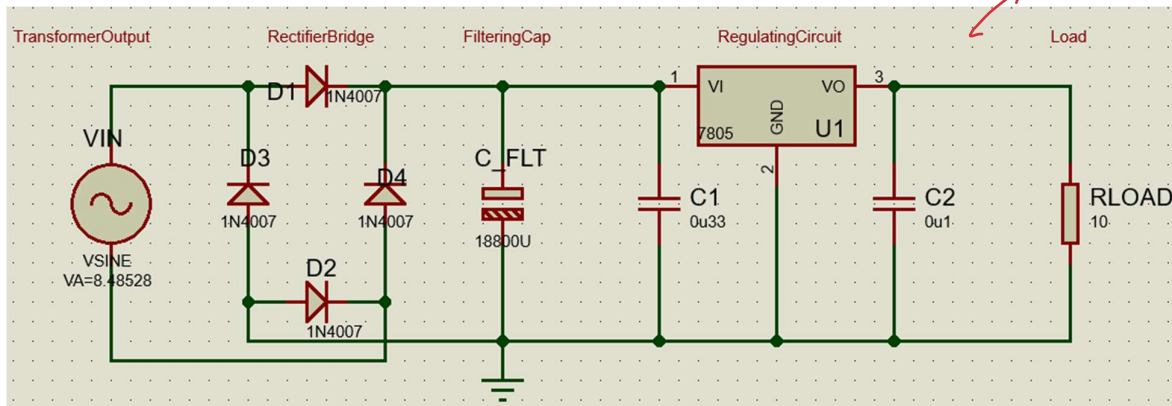 TransformerOutput
RectifierBridge
FilteringCap
RegulatingCircuit
Load
VIN
VSINE
VA=8.48528
D1
1N4007
D3
1N4007
D4
1N4007
D2
1N4007
C_FLT
18800U
C1
0u33
1
VI
VO
3
GND
7805
U1
2
C2
0u1
RLOAD
10